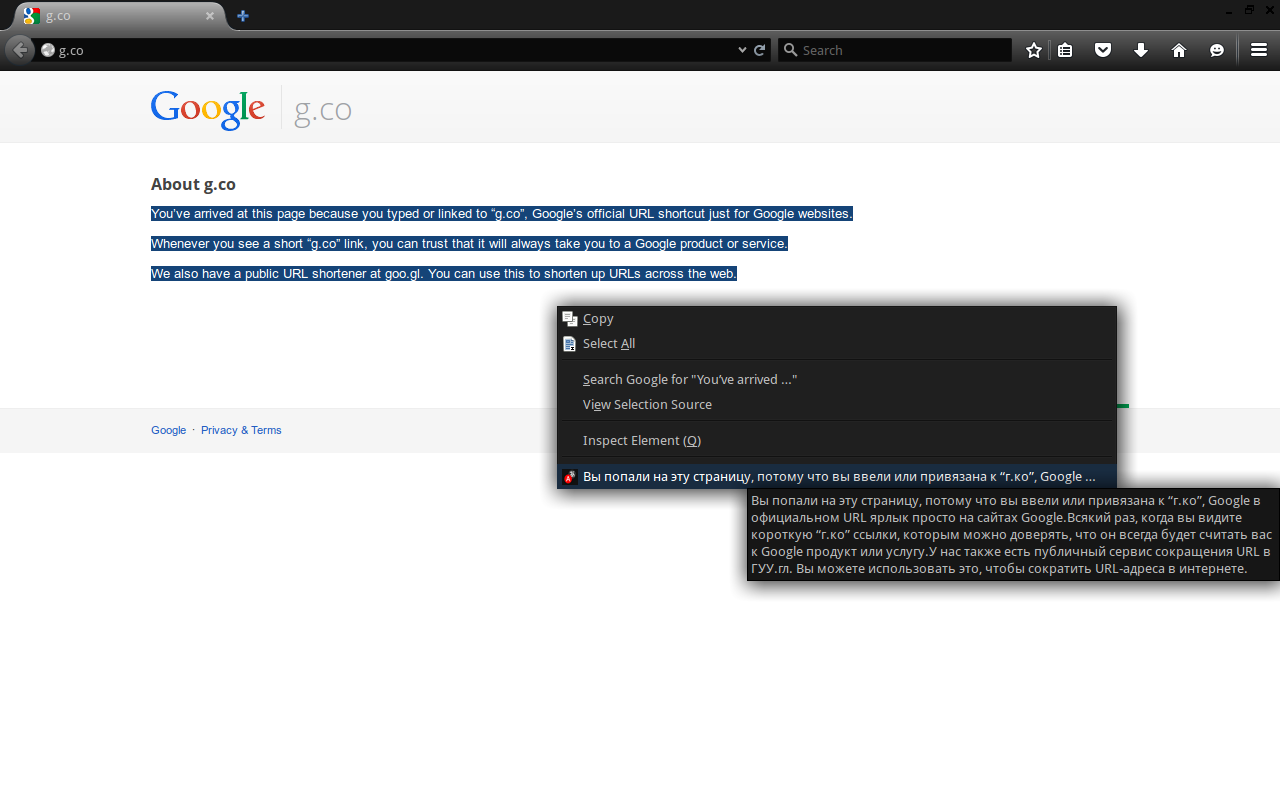 g.co
g.co
Search
Google g.co
About g.co
You’ve arrived at this page because you typed or linked to “g.co”, Google’s official URL shortcut just for Google websites.
Whenever you see a short “g.co” link, you can trust that it will always take you to a Google product or service.
We also have a public URL shortener at goo.gl. You can use this to shorten up URLs across the web.
Copy
Select All
Search Google for "You’ve arrived ..."
View Selection Source
Google · Privacy & Terms
Inspect Element (Q)
Вы попали на эту страницу, потому что вы ввели или привязана к “г.ко”, Google ...
Вы попали на эту страницу, потому что вы ввели или привязана к “г.ко”, Google в
официальном URL ярлык просто на сайтах Google.Всякий раз, когда вы видите
короткую “г.ко” ссылки, которым можно доверять, что он всегда будет считать вас
к Google продукт или услугу.У нас также есть публичный сервис сокращения URL в
ГУУ.гл. Вы можете использовать это, чтобы сократить URL-адреса в интернете.